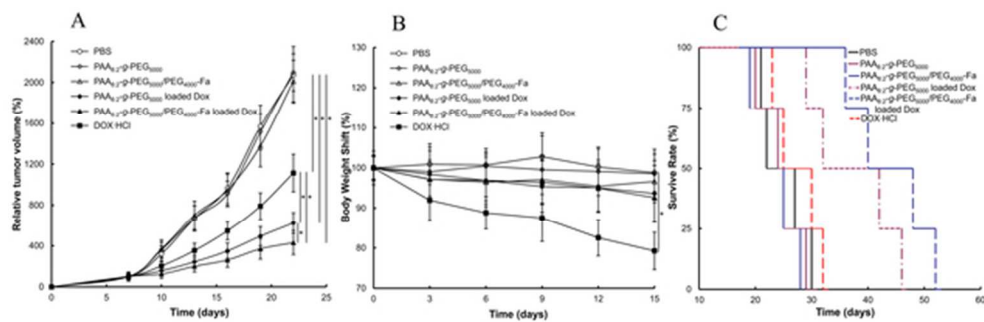 A
2400
2000
1600
1200
800
400
0
Relative tumor volume (%)
0 5 10 15 20 25
Time (days)
PBS
PAA8.2-g-PEG5000
PAA8.2-g-PEG5000/PEG4000-Fa
PAA8.2-g-PEG5000 loaded Dox
PAA8.2-g-PEG5000/PEG4000-Fa loaded Dox
DOX·HCl
* * *
* *
*
B
130
120
110
100
90
80
70
Body Weight Shift (%)
0 3 6 9 12 15
Time (days)
PBS
PAA8.2-g-PEG5000
PAA8.2-g-PEG5000/PEG4000-Fa
PAA8.2-g-PEG5000 loaded Dox
PAA8.2-g-PEG5000/PEG4000-Fa loaded Dox
DOX·HCl
*
C
100
75
50
25
0
Survive Rate (%)
10 20 30 40 50 60
Time (days)
PBS
PAA8.2-g-PEG5000
PAA8.2-g-PEG5000/PEG4000-Fa
PAA8.2-g-PEG5000 loaded Dox
PAA8.2-g-PEG5000/PEG4000-Fa
loaded Dox
DOX·HCl